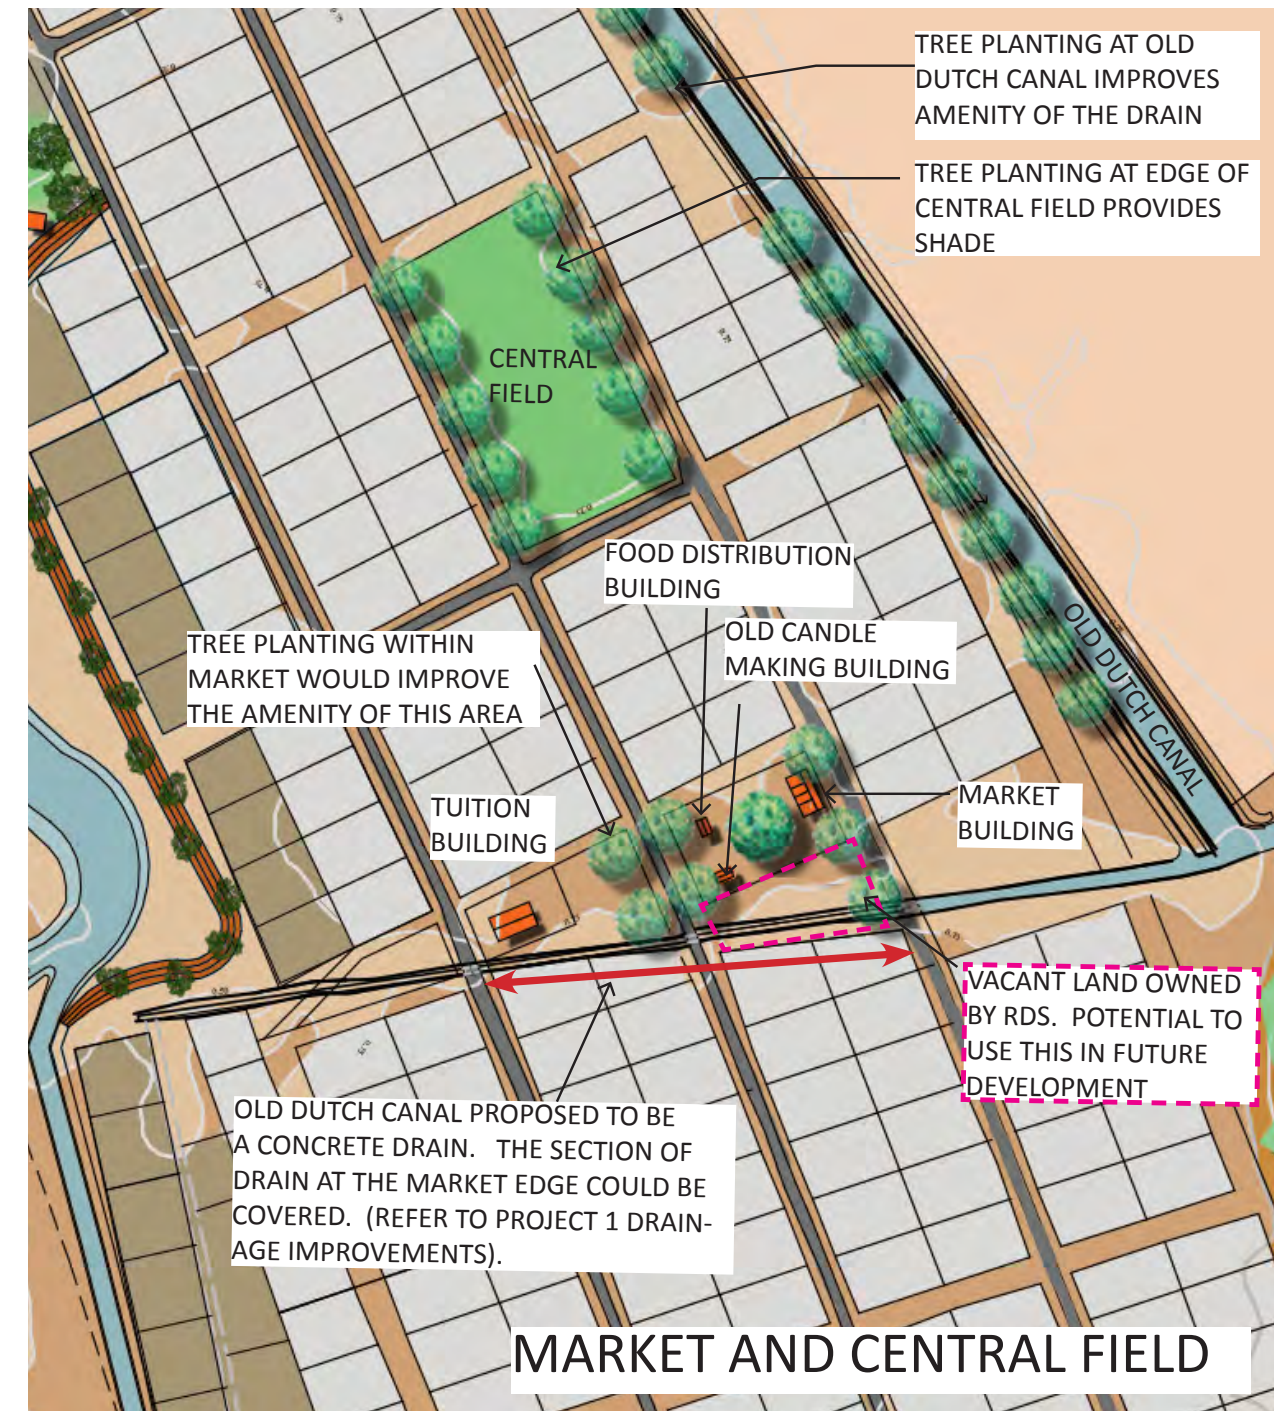 TREE PLANTING AT OLD
DUTCH CANAL IMPROVES
AMENITY OF THE DRAIN
TREE PLANTING AT EDGE OF
CENTRAL FIELD PROVIDES
SHADE
CENTRAL
FIELD
FOOD DISTRIBUTION
BUILDING
OLD CANDLE
MAKING BUILDING
TREE PLANTING WITHIN
MARKET WOULD IMPROVE
THE AMENITY OF THIS AREA
OLD DUTCH CANAL
TUITION
BUILDING
MARKET
BUILDING
VACANT LAND OWNED
BY RDS. POTENTIAL TO
USE THIS IN FUTURE
DEVELOPMENT
OLD DUTCH CANAL PROPOSED TO BE
A CONCRETE DRAIN. THE SECTION OF
DRAIN AT THE MARKET EDGE COULD BE
COVERED. (REFER TO PROJECT 1 DRAIN-
AGE IMPROVEMENTS).
MARKET AND CENTRAL FIELD